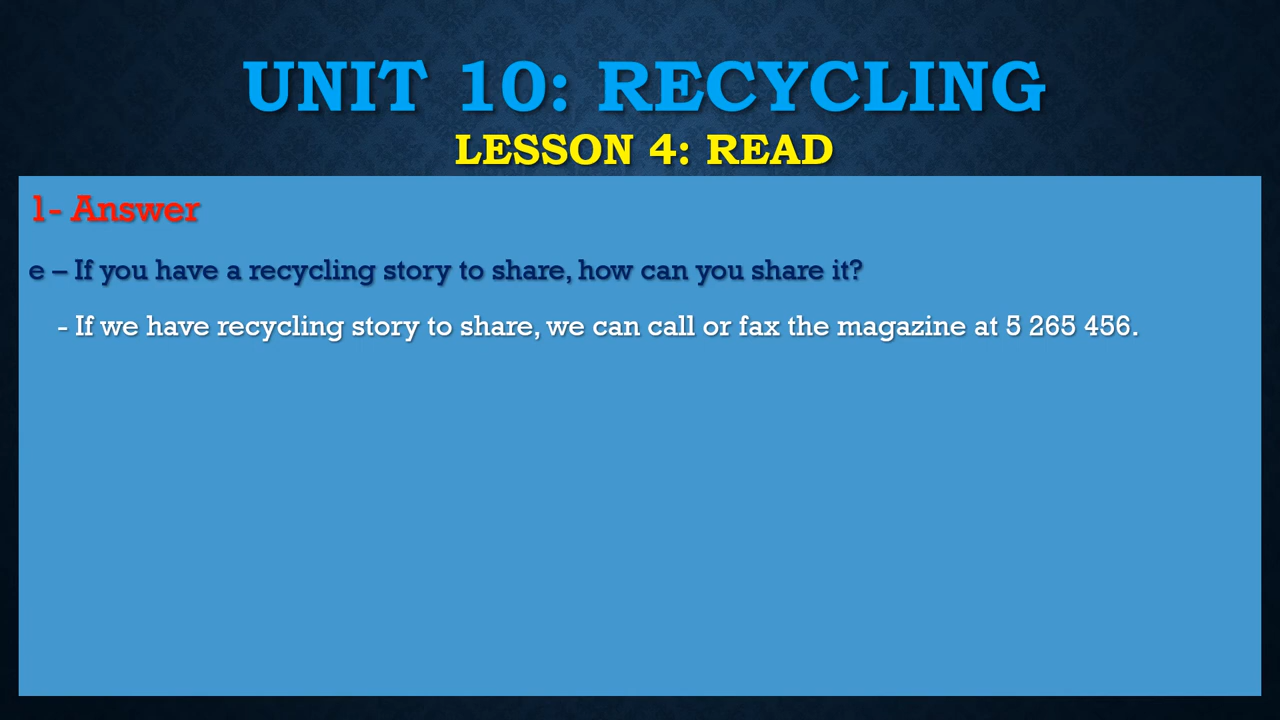 UNIT 10: RECYCLING
LESSON 4: READ
1- Answer
e – If you have a recycling story to share, how can you share it?
- If we have recycling story to share, we can call or fax the magazine at 5 265 456.